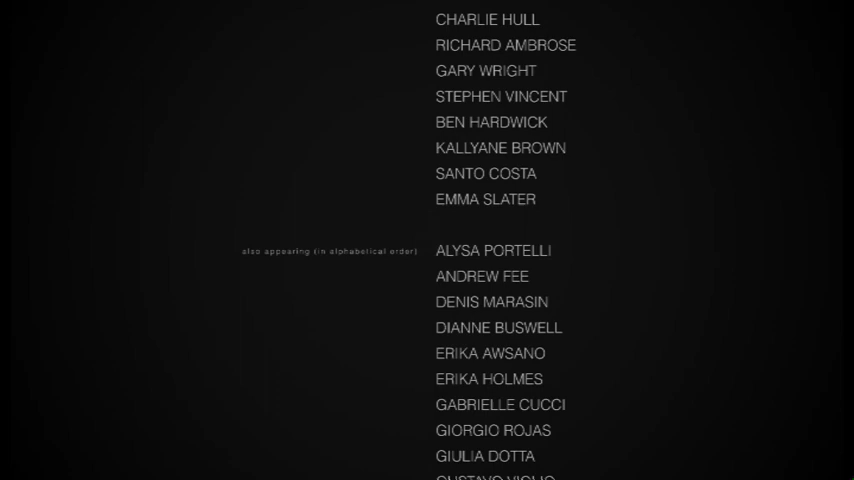 CHARLIE HULL
RICHARD AMBROSE
GARY WRIGHT
STEPHEN VINCENT
BEN HARDWICK
KALLYANE BROWN
SANTO COSTA
EMMA SLATER
also appearing (in alphabetical order) ALYSA PORTELLI
ANDREW FEE
DENIS MARASIN
DIANNE BUSWELL
ERIKA AWSANO
ERIKA HOLMES
GABRIELLE CUCCI
GIORGIO ROJAS
GIULIA DOTTA